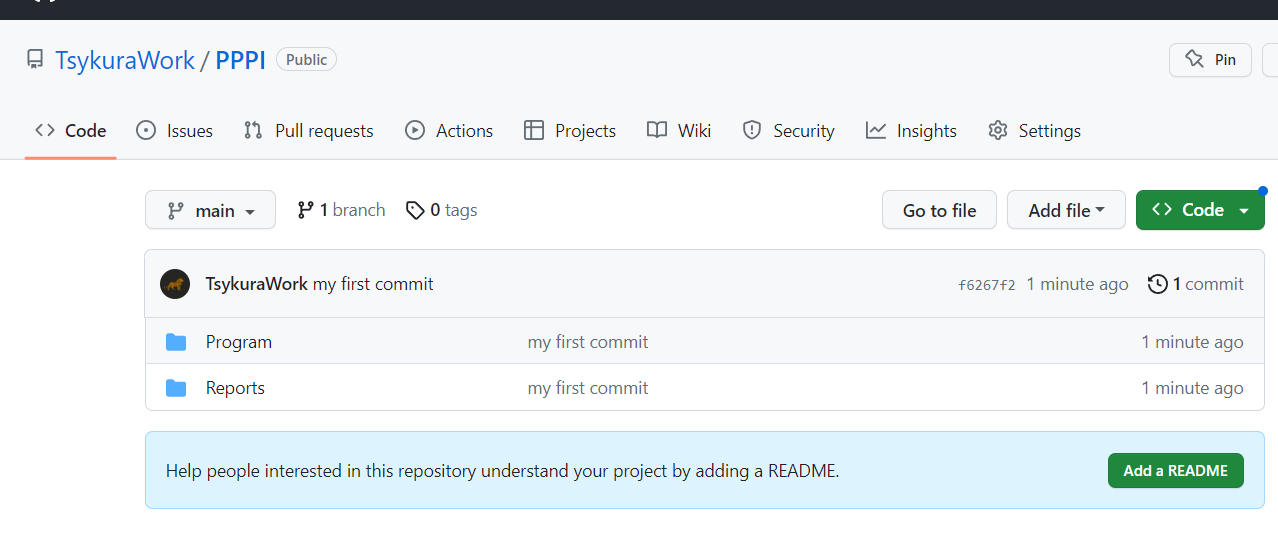 TsykuraWork / PPPI Public Pin
Code Issues Pull requests Actions Projects Wiki Security Insights Settings
main 1 branch 0 tags Go to file Add file Code
TsykuraWork my first commit f6267f2 1 minute ago 1 commit
Program my first commit 1 minute ago
Reports my first commit 1 minute ago
Help people interested in this repository understand your project by adding a README. Add a README